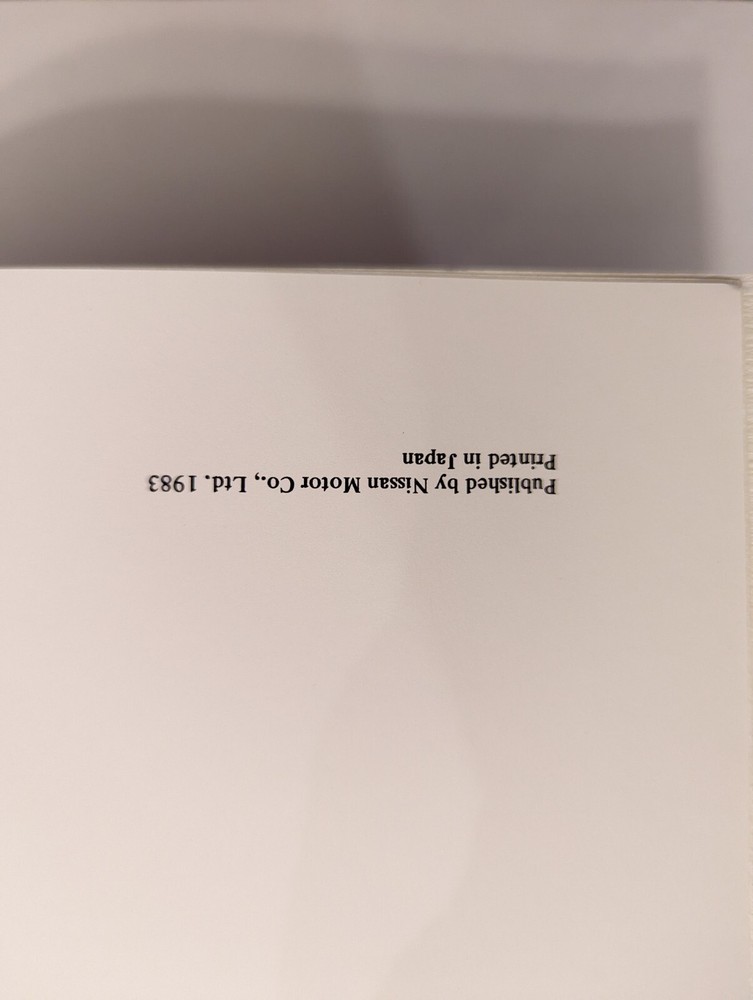 Published by Nissan Motor Co., Ltd. 1983
Printed in Japan